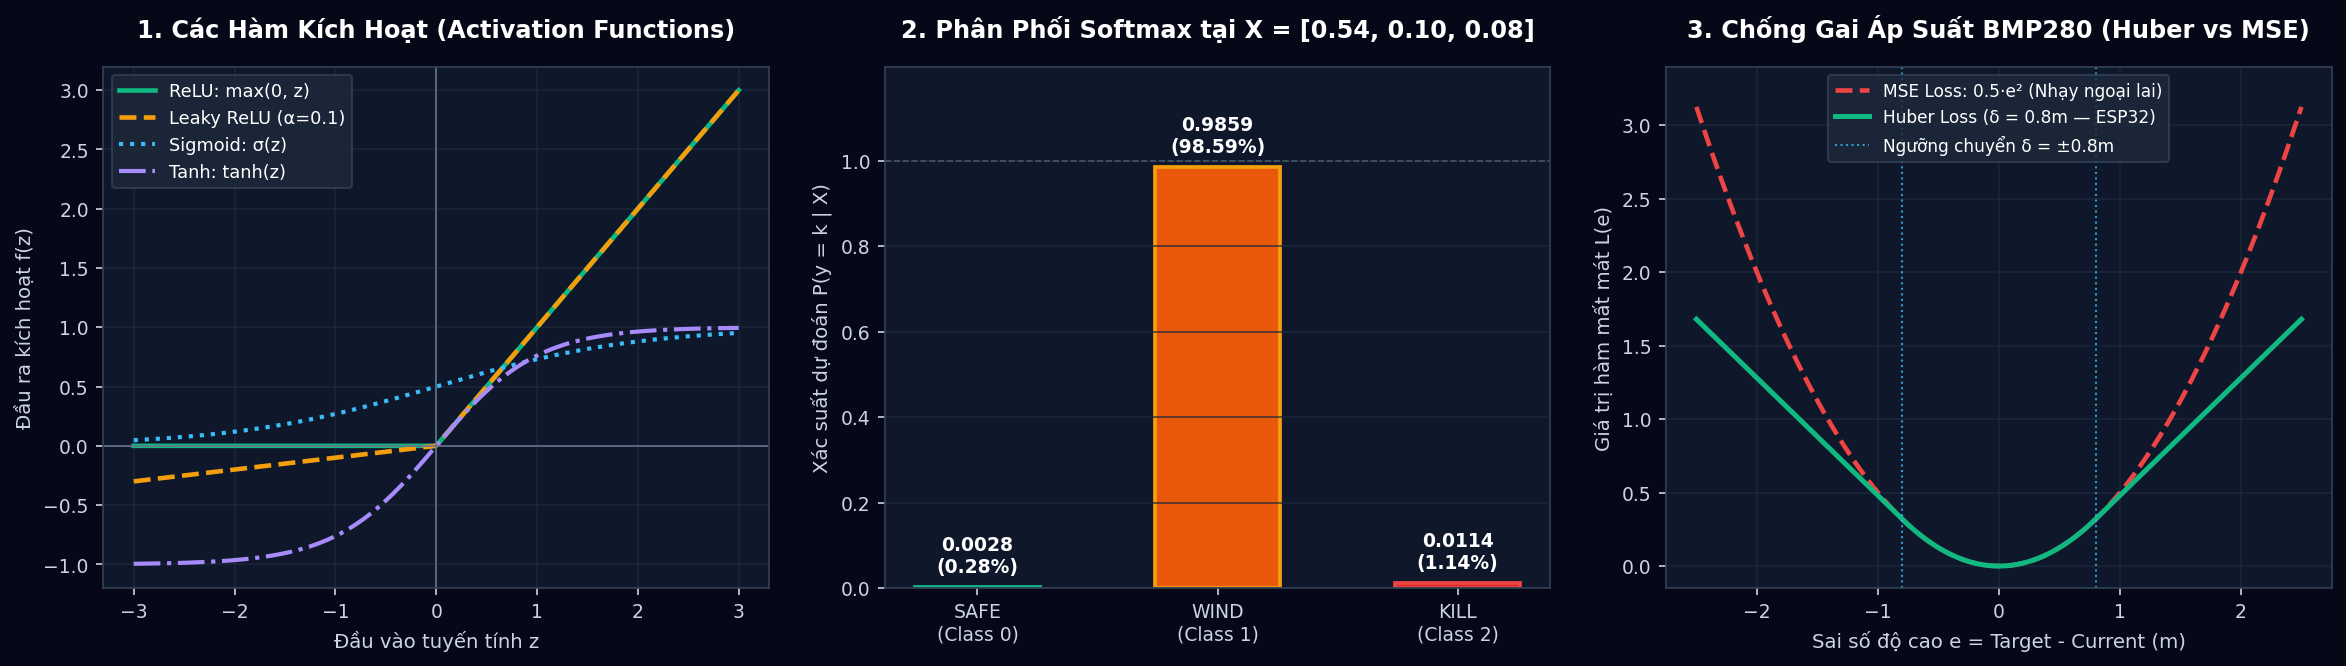 1. Các Hàm Kích Hoạt (Activation Functions)
ReLU: max(0, z)
Leaky ReLU (α=0.1)
Sigmoid: σ(z)
Tanh: tanh(z)
Đầu ra kích hoạt f(z)
3.0
2.5
2.0
1.5
1.0
0.5
0.0
−0.5
−1.0
−3 −2 −1 0 1 2 3
Đầu vào tuyến tính z
2. Phân Phối Softmax tại X = [0.54, 0.10, 0.08]
Xác suất dự đoán P(y = k | X)
1.0
0.8
0.6
0.4
0.2
0.0
0.0028
(0.28%)
0.9859
(98.59%)
0.0114
(1.14%)
SAFE
(Class 0)
WIND
(Class 1)
KILL
(Class 2)
3. Chống Gai Áp Suất BMP280 (Huber vs MSE)
MSE Loss: 0.5·e² (Nhạy ngoại lai)
Huber Loss (δ = 0.8m — ESP32)
Ngưỡng chuyển δ = ±0.8m
Giá trị hàm mất mát L(e)
3.0
2.5
2.0
1.5
1.0
0.5
0.0
−2 −1 0 1 2
Sai số độ cao e = Target - Current (m)